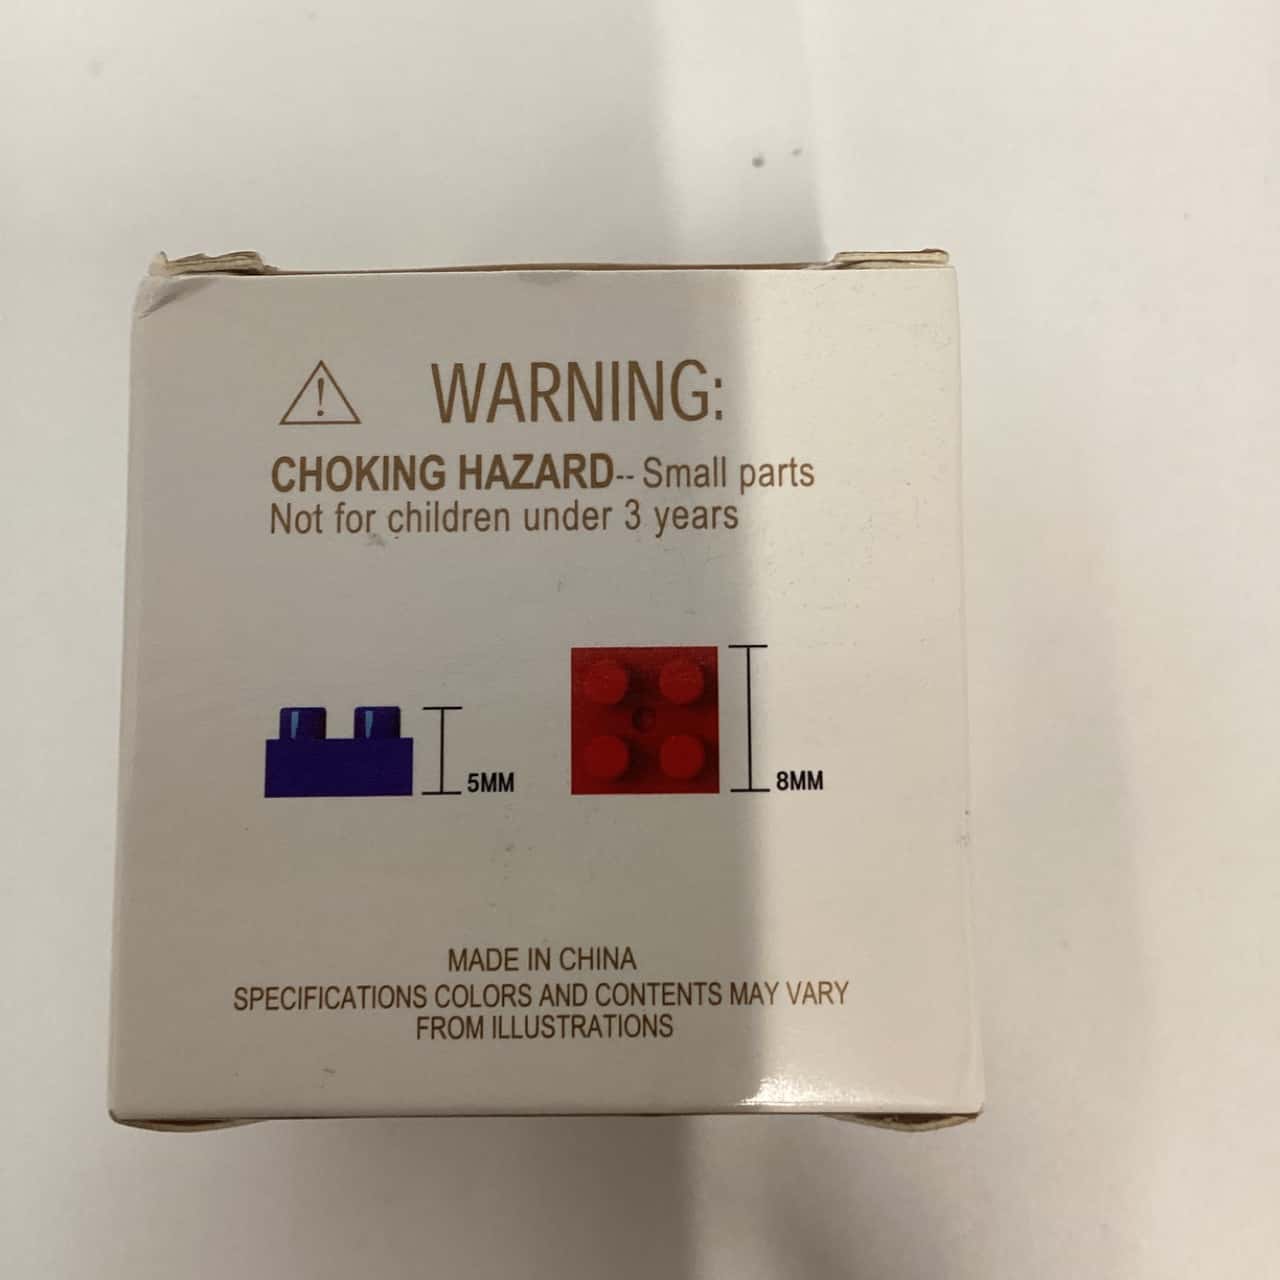 WARNING:
CHOKING HAZARD-- Small parts
Not for children under 3 years
5MM
8MM
MADE IN CHINA
SPECIFICATIONS COLORS AND CONTENTS MAY VARY
FROM ILLUSTRATIONS